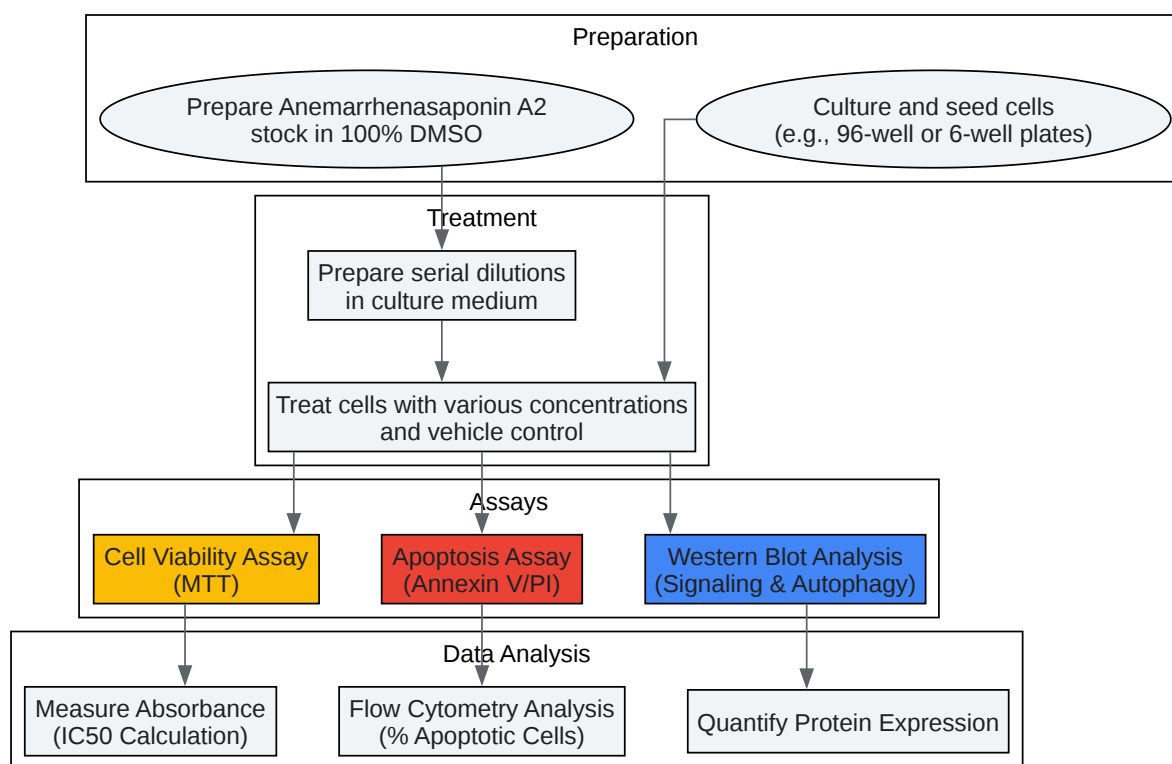 Preparation
Prepare Anemarrhenasaponin A2
stock in 100% DMSO
Culture and seed cells
(e.g., 96-well or 6-well plates)
Treatment
Prepare serial dilutions
in culture medium
Treat cells with various concentrations
and vehicle control
Assays
Cell Viability Assay
(MTT)
Apoptosis Assay
(Annexin V/PI)
Western Blot Analysis
(Signaling & Autophagy)
Data Analysis
Measure Absorbance
(IC50 Calculation)
Flow Cytometry Analysis
(% Apoptotic Cells)
Quantify Protein Expression